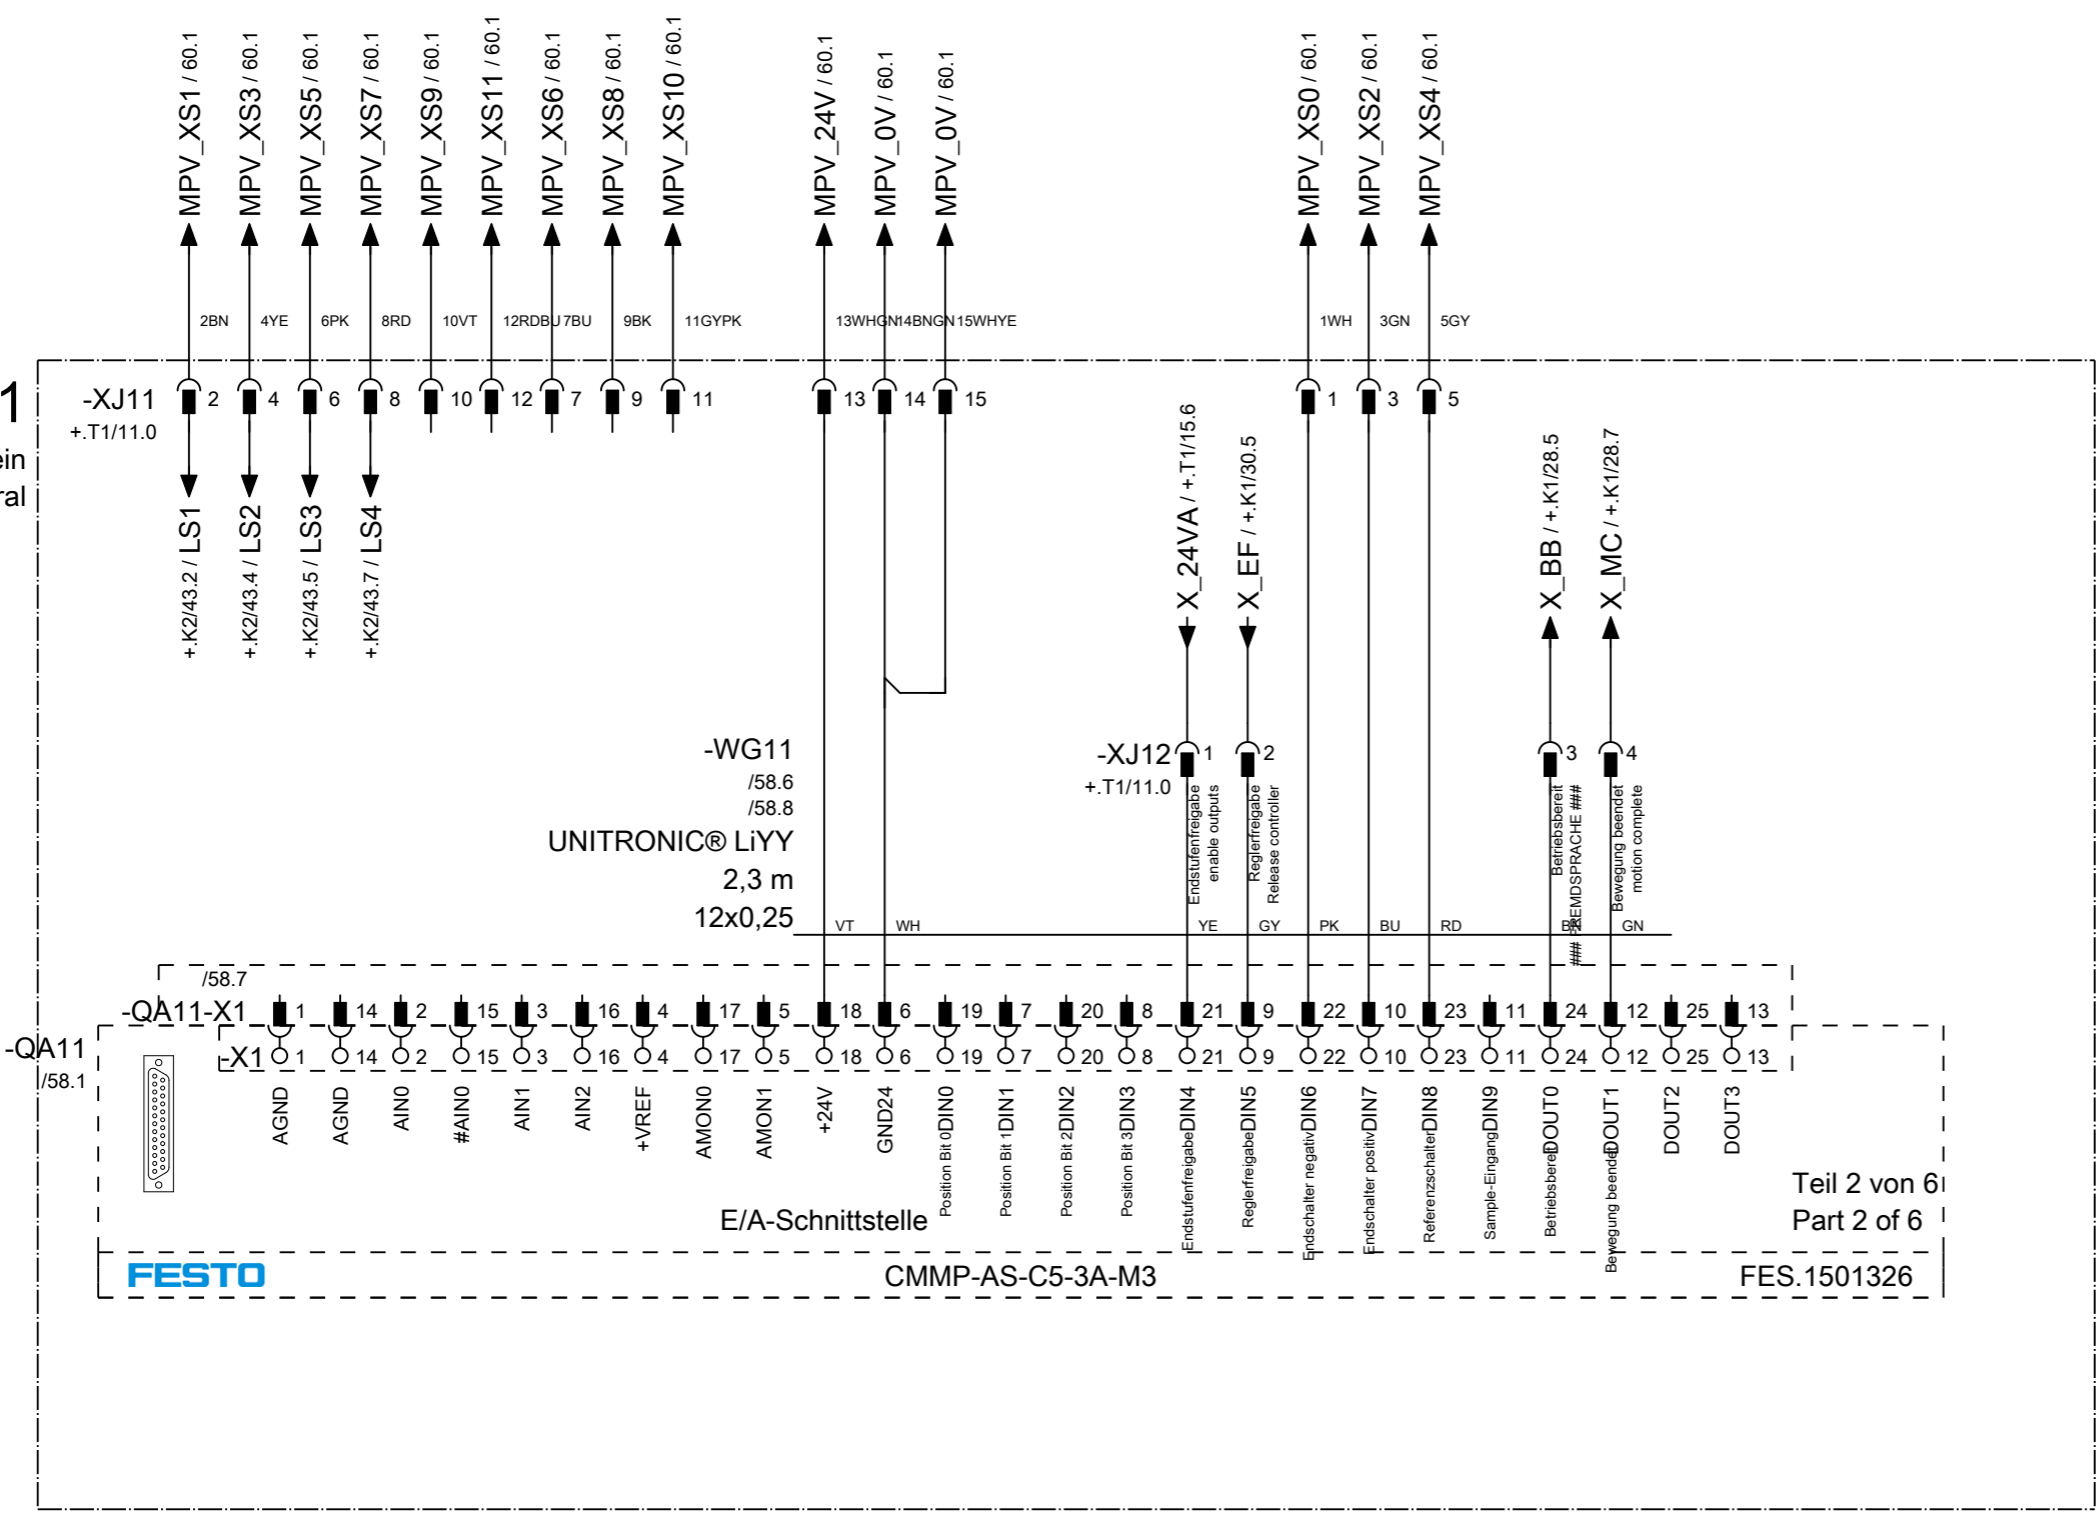 MPV_XS1 / 60.1
MPV_XS3 / 60.1
MPV_XS5 / 60.1
MPV_XS7 / 60.1
MPV_XS9 / 60.1
MPV_XS11 / 60.1
MPV_XS6 / 60.1
MPV_XS8 / 60.1
MPV_XS10 / 60.1
MPV_24V / 60.1
MPV_0V / 60.1
MPV_0V / 60.1
MPV_XS0 / 60.1
MPV_XS2 / 60.1
MPV_XS4 / 60.1
2BN 4YE 6PK 8RD 10VT 12RDBU 7BU 9BK 11GYPK 13WHGN 14BNGN 15WHYE 1WH 3GN 5GY
1
-XJ11 2 4 6 8 10 12 7 9 11 13 14 15 1 3 5
+.T1/11.0
ein
ral
+.K2/43.2 / LS1
+.K2/43.4 / LS2
+.K2/43.5 / LS3
+.K2/43.7 / LS4
X_24VA / +.T1/15.6
X_EF / +.K1/30.5
X_BB / +.K1/28.5
X_MC / +.K1/28.7
-WG11
/58.6
/58.8
UNITRONIC® LiYY
2,3 m
12x0,25
-XJ12 1 2 3 4
+.T1/11.0
Endstufenfreigabe
enable outputs
Reglerfreigabe
Release controller
Betriebsbereit
### FREMDSPRACHE ###
Bewegung beendet
motion complete
VT WH YE GY PK BU RD BN GN
/58.7
-QA11-X1 1 14 2 15 3 16 4 17 5 18 6 19 7 20 8 21 9 22 10 23 11 24 12 25 13
-QA11
/58.1
-X1 1 14 2 15 3 16 4 17 5 18 6 19 7 20 8 21 9 22 10 23 11 24 12 25 13
AGND
AGND
AIN0
#AIN0
AIN1
AIN2
+VREF
AMON0
AMON1
+24V
GND24
Position Bit 0 DIN0
Position Bit 1 DIN1
Position Bit 2 DIN2
Position Bit 3 DIN3
Endstufenfreigabe DIN4
Reglerfreigabe DIN5
Endschalter negativ DIN6
Endschalter positiv DIN7
Referenzschalter DIN8
Sample-Eingang DIN9
Betriebsbereit DOUT0
Bewegung beendet DOUT1
DOUT2
DOUT3
E/A-Schnittstelle
Teil 2 von 6
Part 2 of 6
FESTO
CMMP-AS-C5-3A-M3
FES.1501326